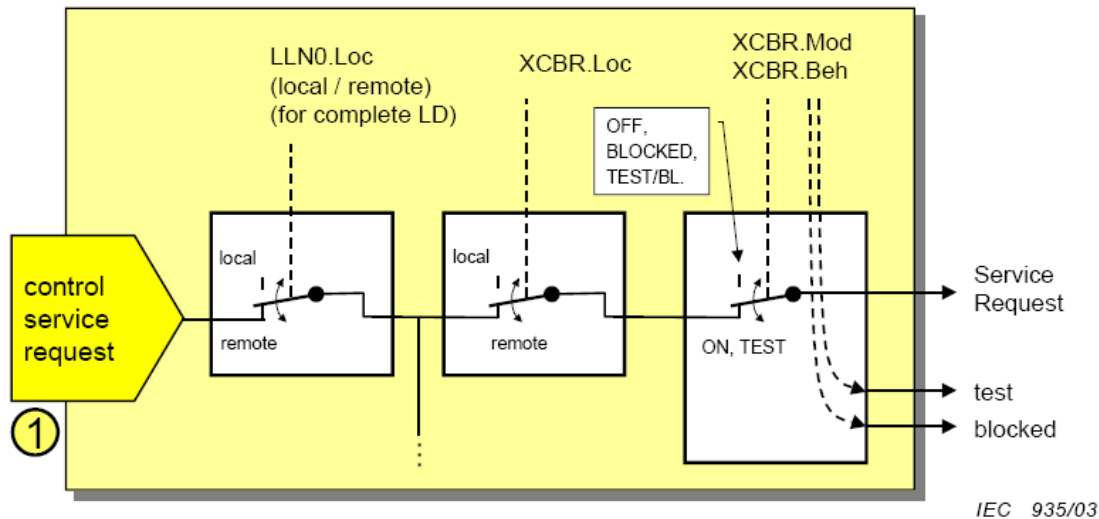 LLN0.Loc
(local / remote)
(for complete LD)
XCBR.Loc
XCBR.Mod
XCBR.Beh
OFF,
BLOCKED,
TEST/BL.
control
service
request
1
local
remote
local
remote
ON, TEST
Service
Request
test
blocked
IEC 935/03